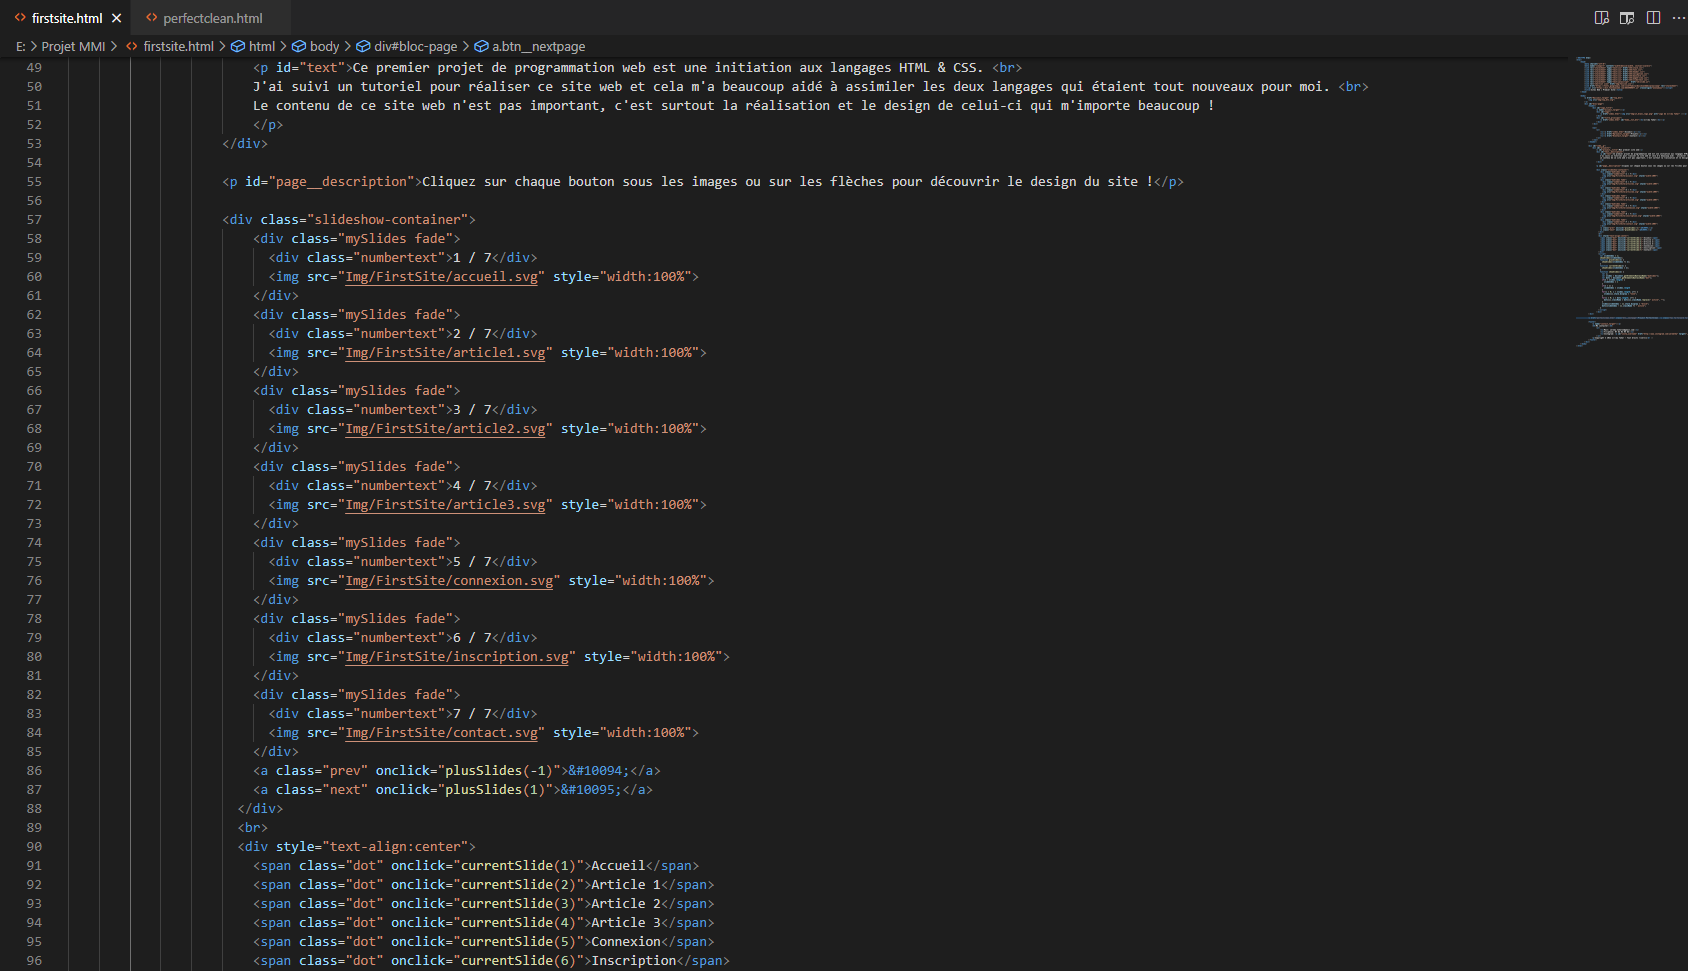 firstsite.html
perfectclean.html
E: > Projet MMI > firstsite.html > html > body > div#bloc-page > a.btn__nextpage
49 <p id="text">Ce premier projet de programmation web est une initiation aux langages HTML & CSS. <br>
50 J'ai suivi un tutoriel pour réaliser ce site web et cela m'a beaucoup aidé à assimiler les deux langages qui étaient tout nouveaux pour moi. <br>
51 Le contenu de ce site web n'est pas important, c'est surtout la réalisation et le design de celui-ci qui m'importe beaucoup !
52 </p>
53 </div>
54
55 <p id="page__description">Cliquez sur chaque bouton sous les images ou sur les flèches pour découvrir le design du site !</p>
56
57 <div class="slideshow-container">
58 <div class="mySlides fade">
59 <div class="numbertext">1 / 7</div>
60 <img src="Img/FirstSite/accueil.svg" style="width:100%">
61 </div>
62 <div class="mySlides fade">
63 <div class="numbertext">2 / 7</div>
64 <img src="Img/FirstSite/article1.svg" style="width:100%">
65 </div>
66 <div class="mySlides fade">
67 <div class="numbertext">3 / 7</div>
68 <img src="Img/FirstSite/article2.svg" style="width:100%">
69 </div>
70 <div class="mySlides fade">
71 <div class="numbertext">4 / 7</div>
72 <img src="Img/FirstSite/article3.svg" style="width:100%">
73 </div>
74 <div class="mySlides fade">
75 <div class="numbertext">5 / 7</div>
76 <img src="Img/FirstSite/connexion.svg" style="width:100%">
77 </div>
78 <div class="mySlides fade">
79 <div class="numbertext">6 / 7</div>
80 <img src="Img/FirstSite/inscription.svg" style="width:100%">
81 </div>
82 <div class="mySlides fade">
83 <div class="numbertext">7 / 7</div>
84 <img src="Img/FirstSite/contact.svg" style="width:100%">
85 </div>
86 <a class="prev" onclick="plusSlides(-1)">&#10094;</a>
87 <a class="next" onclick="plusSlides(1)">&#10095;</a>
88 </div>
89 <br>
90 <div style="text-align:center">
91 <span class="dot" onclick="currentSlide(1)">Accueil</span>
92 <span class="dot" onclick="currentSlide(2)">Article 1</span>
93 <span class="dot" onclick="currentSlide(3)">Article 2</span>
94 <span class="dot" onclick="currentSlide(4)">Article 3</span>
95 <span class="dot" onclick="currentSlide(5)">Connexion</span>
96 <span class="dot" onclick="currentSlide(6)">Inscription</span>